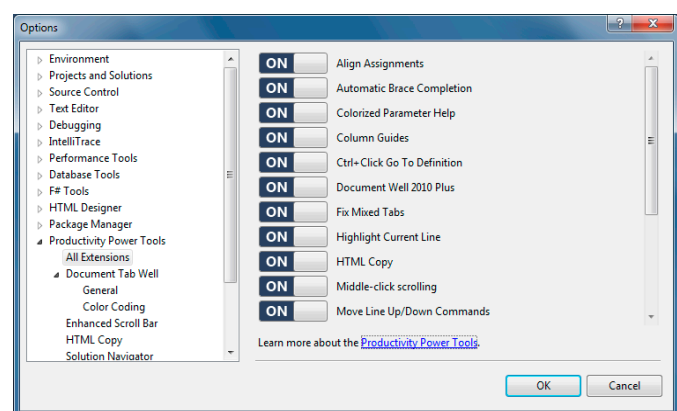 Options
?
Environment
Projects and Solutions
Source Control
Text Editor
Debugging
IntelliTrace
Performance Tools
Database Tools
F# Tools
HTML Designer
Package Manager
Productivity Power Tools
All Extensions
Document Tab Well
General
Color Coding
Enhanced Scroll Bar
HTML Copy
Solution Navigator
ON Align Assignments
ON Automatic Brace Completion
ON Colorized Parameter Help
ON Column Guides
ON Ctrl+Click Go To Definition
ON Document Well 2010 Plus
ON Fix Mixed Tabs
ON Highlight Current Line
ON HTML Copy
ON Middle-click scrolling
ON Move Line Up/Down Commands
Learn more about the Productivity Power Tools.
OK Cancel